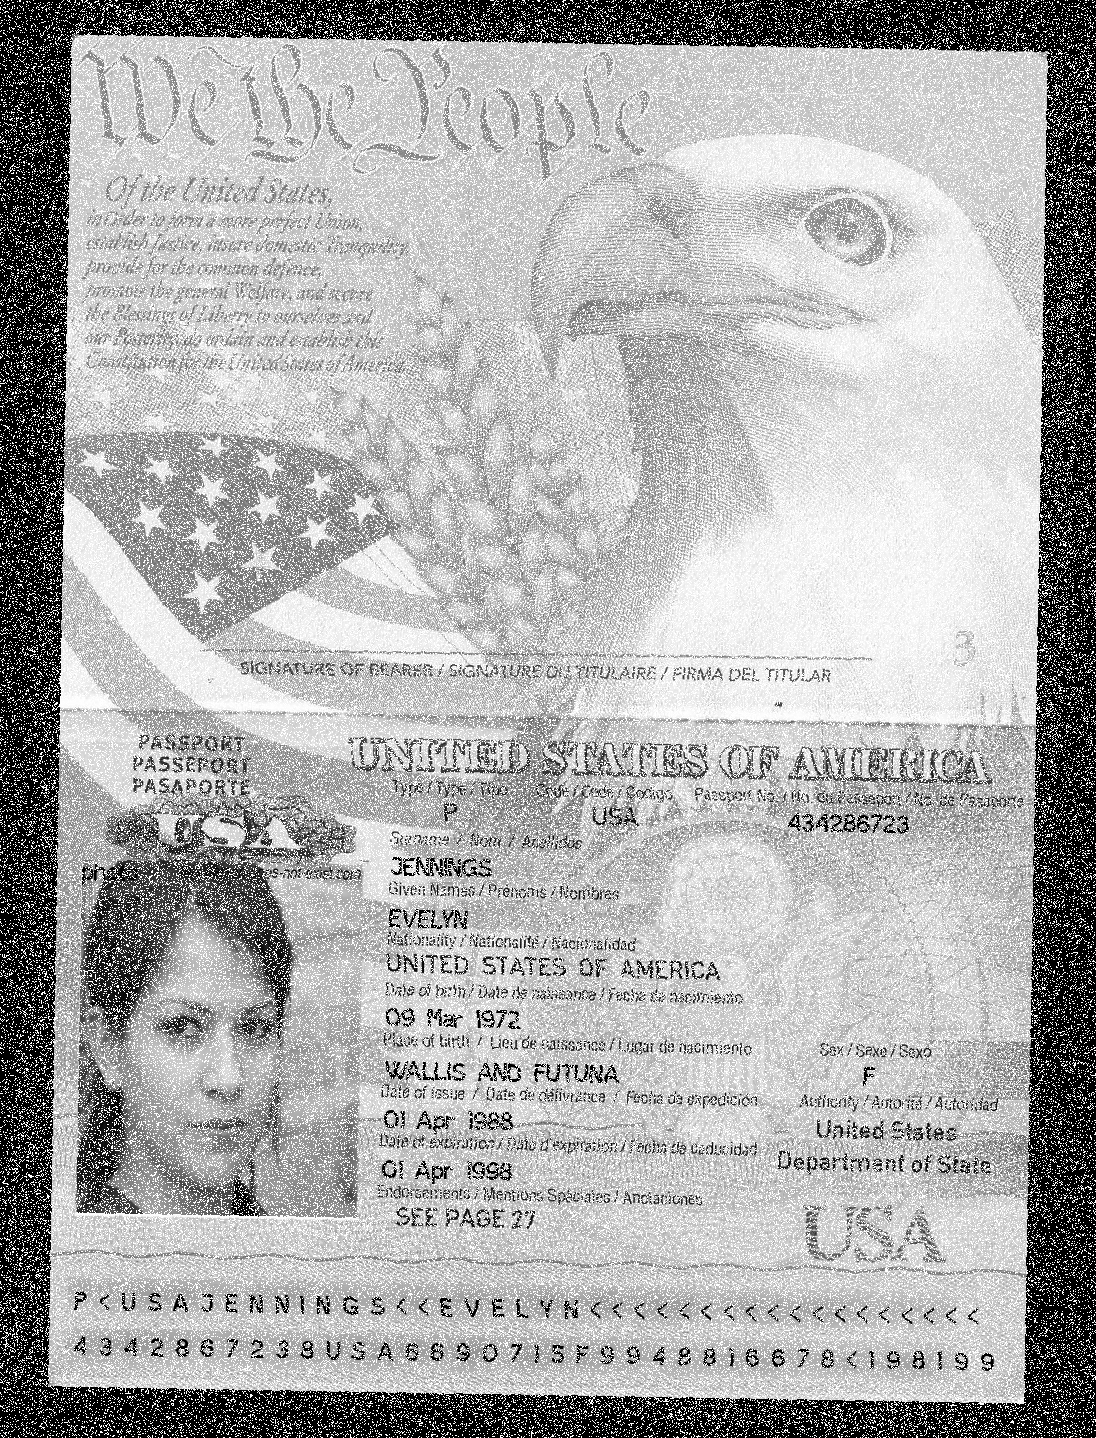 We the People
Of the United States,
in Order to form a more perfect Union,
establish Justice, insure domestic Tranquility,
provide for the common defence,
promote the general Welfare, and secure
the Blessings of Liberty to ourselves and
our Posterity, do ordain and establish this
Constitution for the United States of America.
3
SIGNATURE OF BEARER / SIGNATURE DU TITULAIRE / FIRMA DEL TITULAR
PASSPORT
PASSEPORT
PASAPORTE
USA
UNITED STATES OF AMERICA
Type / Type / Tipo Code / Code / Codigo Passport No. / No. du Passeport / No. de Pasaporte
P USA 434286723
Surname / Nom / Apellidos
JENNINGS
Given Names / Prénoms / Nombres
EVELYN
Nationality / Nationalité / Nacionalidad
UNITED STATES OF AMERICA
Date of birth / Date de naissance / Fecha de nacimiento
09 Mar 1972
Place of birth / Lieu de naissance / Lugar de nacimiento Sex / Sexe / Sexo
WALLIS AND FUTUNA F
Date of issue / Date de délivrance / Fecha de expedicion Authority / Autorité / Autoridad
01 Apr 1988 United States
Date of expiration / Date d'expiration / Fecha de caducidad Department of State
01 Apr 1998
Endorsements / Mentions Spéciales / Anotaciones
SEE PAGE 27
USA
P<USAJENNINGS<<EVELYN<<<<<<<<<<<<<<<<<<